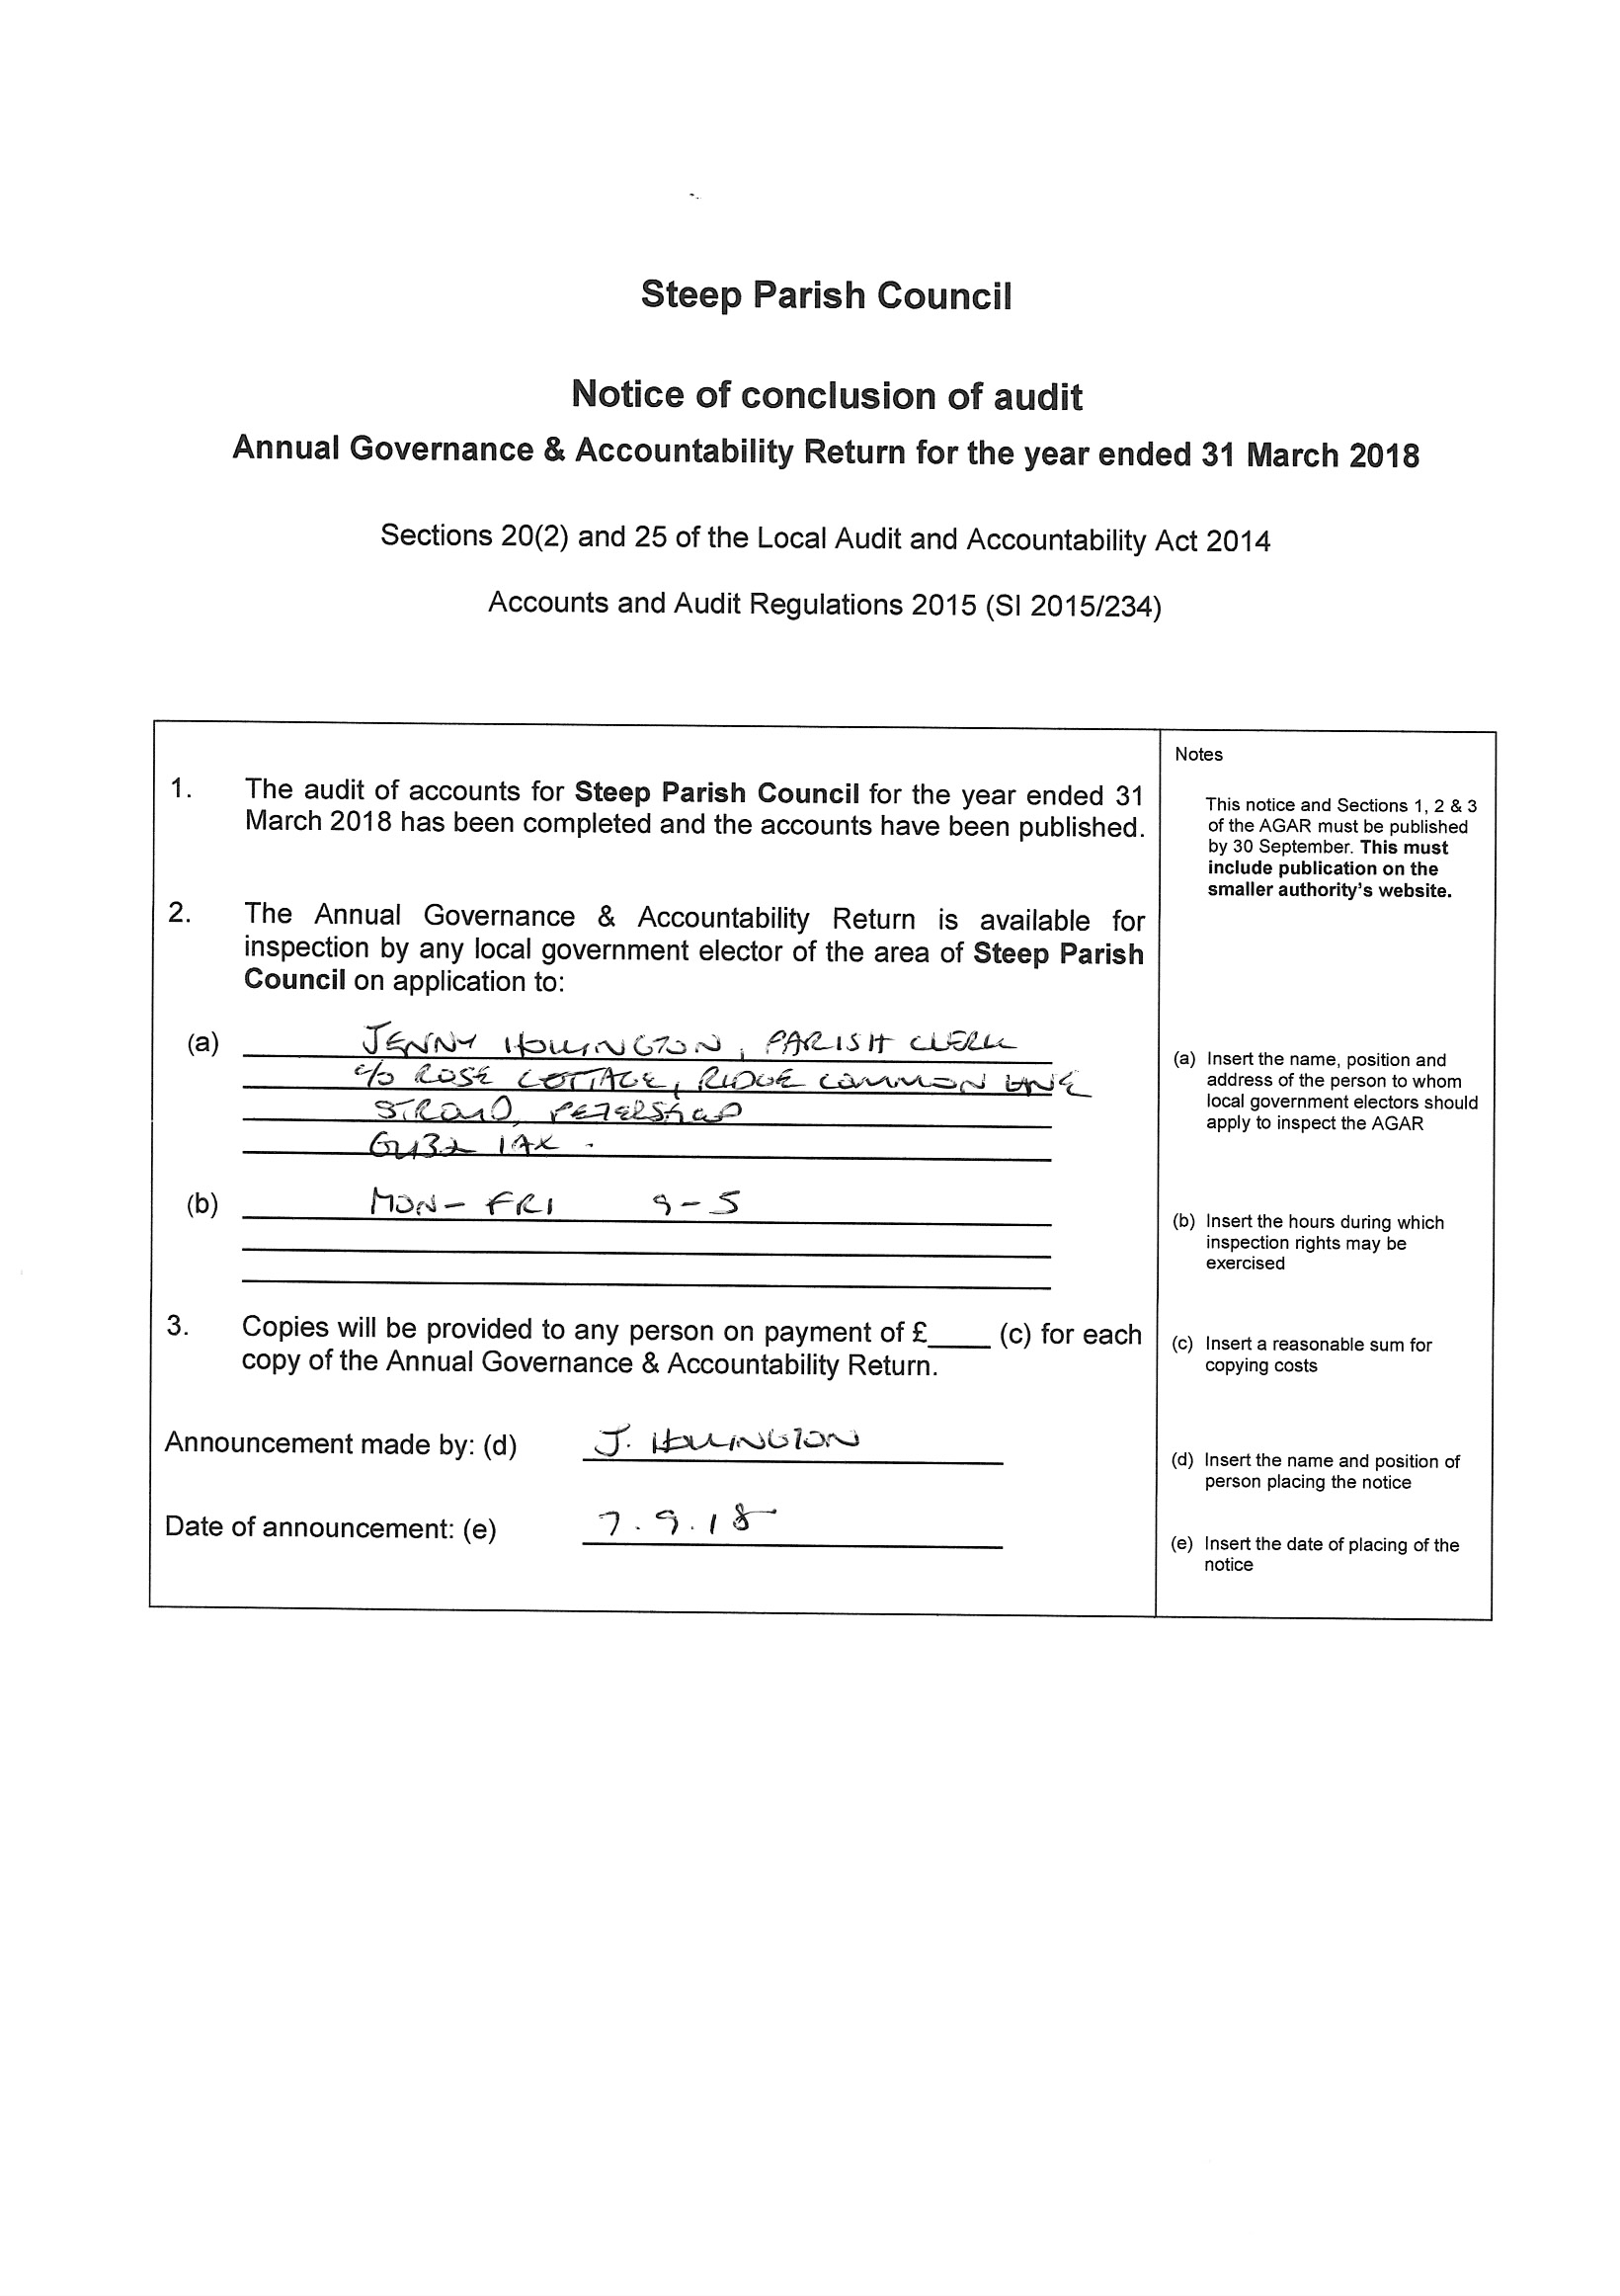 Steep Parish Council
Notice of conclusion of audit
Annual Governance & Accountability Return for the year ended 31 March 2018
Sections 20(2) and 25 of the Local Audit and Accountability Act 2014
Accounts and Audit Regulations 2015 (SI 2015/234)
1. The audit of accounts for Steep Parish Council for the year ended 31
March 2018 has been completed and the accounts have been published.
2. The Annual Governance & Accountability Return is available for
inspection by any local government elector of the area of Steep Parish
Council on application to:
(a) JENNY HOLLINGTON, PARISH CLERK
c/o ROSE COTTAGE, RIDGE COMMON LANE
STROUD, PETERSFIELD
GU32 1AX.
(b) MON- FRI 9-5
3. Copies will be provided to any person on payment of £____ (c) for each
copy of the Annual Governance & Accountability Return.
Announcement made by: (d) J. HOLLINGTON
Date of announcement: (e) 7.9.18
Notes
This notice and Sections 1, 2 & 3
of the AGAR must be published
by 30 September. This must
include publication on the
smaller authority's website.
(a) Insert the name, position and
address of the person to whom
local government electors should
apply to inspect the AGAR
(b) Insert the hours during which
inspection rights may be
exercised
(c) Insert a reasonable sum for
copying costs
(d) Insert the name and position of
person placing the notice
(e) Insert the date of placing of the
notice